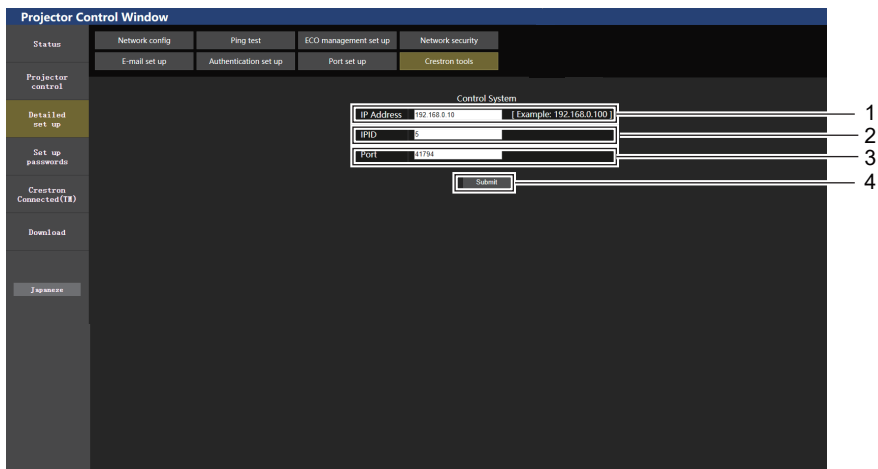 Projector Control Window
Status
Network config Ping test ECO management set up Network security
E-mail set up Authentication set up Port set up Crestron tools
Projector
control
Detailed
set up
Set up
passwords
Crestron
Connected(TM)
Download
Japanese
Control System
IP Address 192.168.0.10 [ Example: 192.168.0.100 ] 1
IPID 5 2
Port 41794 3
Submit 4